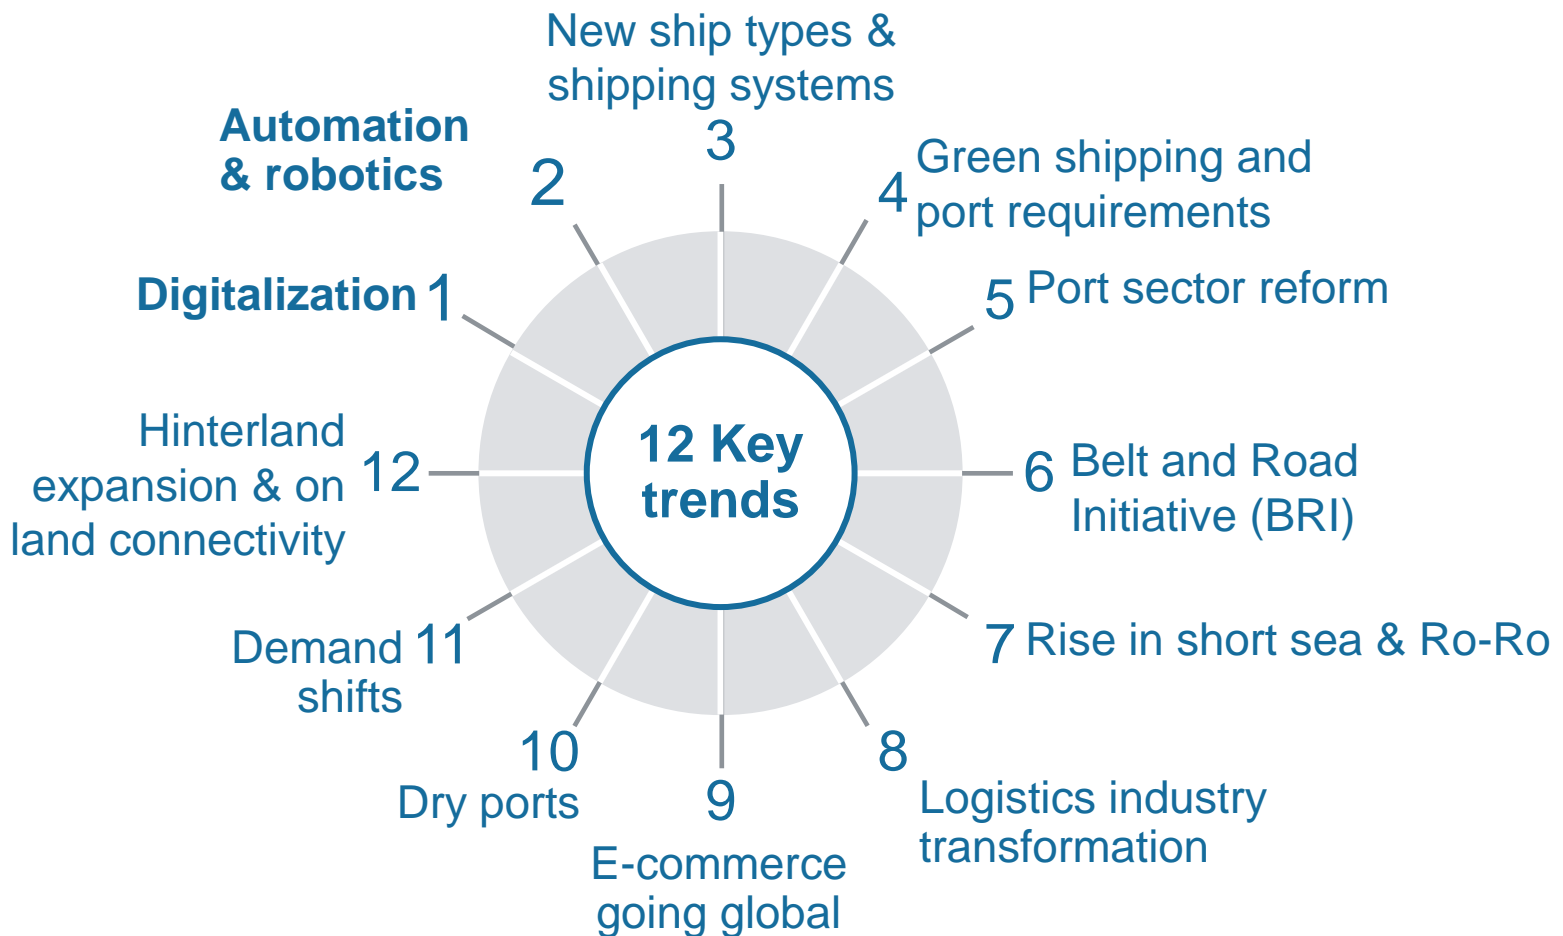 12 Key
trends
1
Digitalization
2
Automation
& robotics
3
New ship types &
shipping systems
4
Green shipping and
port requirements
5
Port sector reform
6
Belt and Road
Initiative (BRI)
7
Rise in short sea & Ro-Ro
8
Logistics industry
transformation
9
E-commerce
going global
10
Dry ports
11
Demand
shifts
12
Hinterland
expansion & on
land connectivity